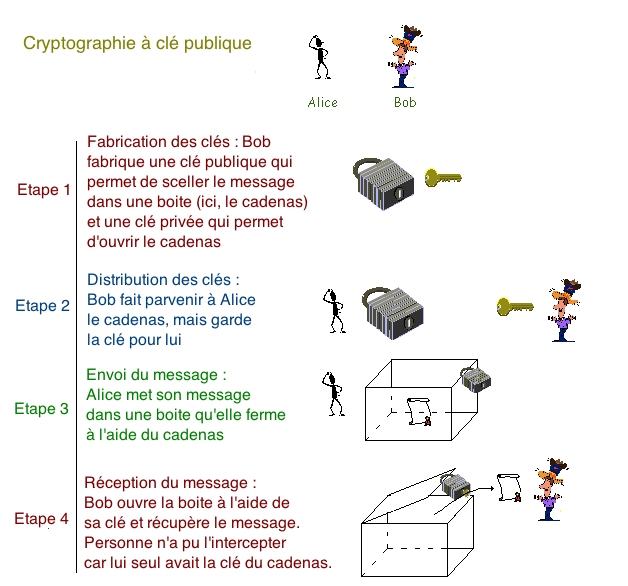 Cryptographie à clé publique
Alice
Bob
Etape 1
Fabrication des clés : Bob
fabrique une clé publique qui
permet de sceller le message
dans une boite (ici, le cadenas)
et une clé privée qui permet
d'ouvrir le cadenas
Etape 2
Distribution des clés :
Bob fait parvenir à Alice
le cadenas, mais garde
la clé pour lui
Etape 3
Envoi du message :
Alice met son message
dans une boite qu'elle ferme
à l'aide du cadenas
Etape 4
Réception du message :
Bob ouvre la boite à l'aide de
sa clé et récupère le message.
Personne n'a pu l'intercepter
car lui seul avait la clé du cadenas.